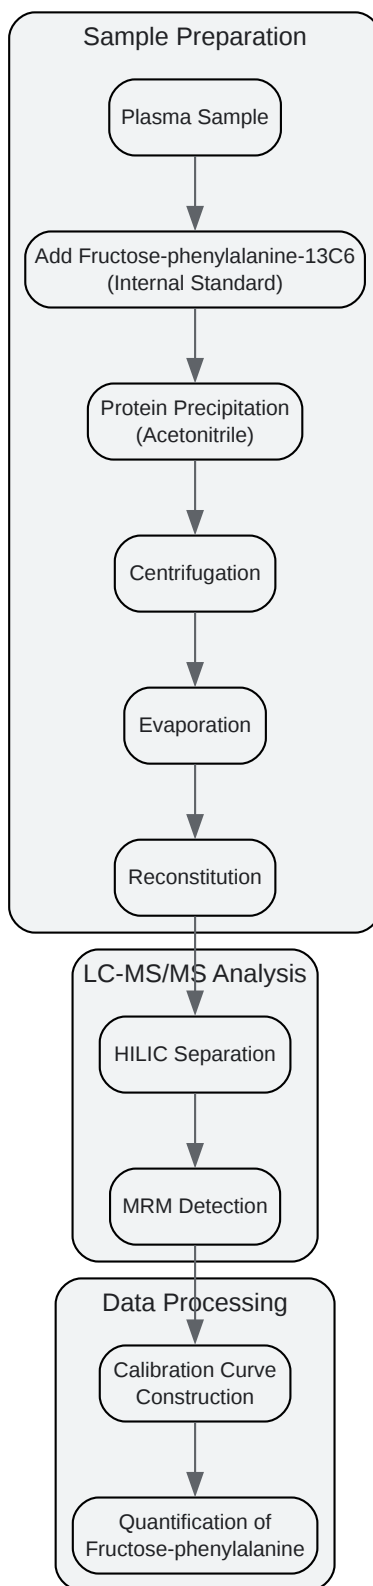 Sample Preparation
Plasma Sample
Add Fructose-phenylalanine-13C6
(Internal Standard)
Protein Precipitation
(Acetonitrile)
Centrifugation
Evaporation
Reconstitution
LC-MS/MS Analysis
HILIC Separation
MRM Detection
Data Processing
Calibration Curve
Construction
Quantification of
Fructose-phenylalanine